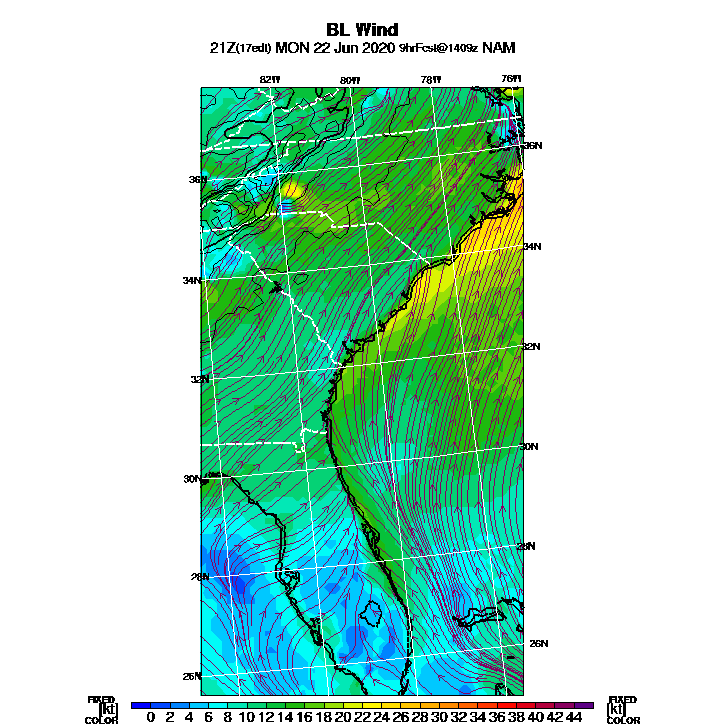 BL Wind
21Z(17edt) MON 22 Jun 2020 9hrFcst@1409z NAM
82W 80W 78W 76W
36N
36N
34N
34N
32N
32N
30N
30N
28N
28N
26N
26N
FIXED FIXED
[kt] 0 2 4 6 8 10 12 14 16 18 20 22 24 26 28 30 32 34 36 38 40 42 44 [kt]
COLOR COLOR